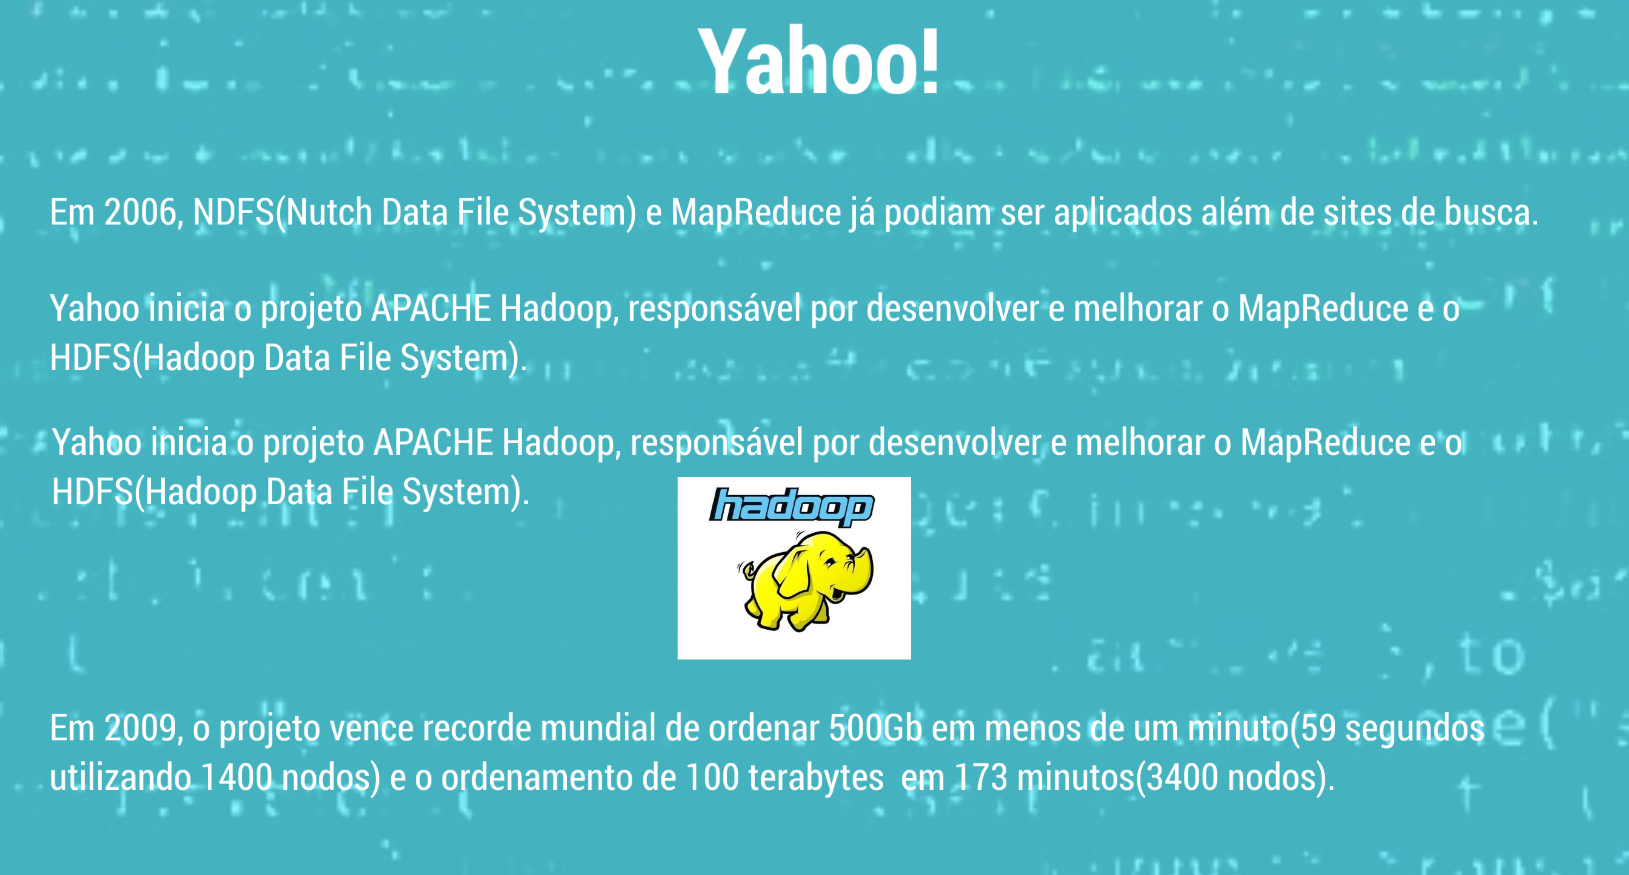 Yahoo!
Em 2006, NDFS(Nutch Data File System) e MapReduce já podiam ser aplicados além de sites de busca.
Yahoo inicia o projeto APACHE Hadoop, responsável por desenvolver e melhorar o MapReduce e o
HDFS(Hadoop Data File System).
Yahoo inicia o projeto APACHE Hadoop, responsável por desenvolver e melhorar o MapReduce e o
HDFS(Hadoop Data File System).
hadoop
Em 2009, o projeto vence recorde mundial de ordenar 500Gb em menos de um minuto(59 segundos
utilizando 1400 nodos) e o ordenamento de 100 terabytes  em 173 minutos(3400 nodos).